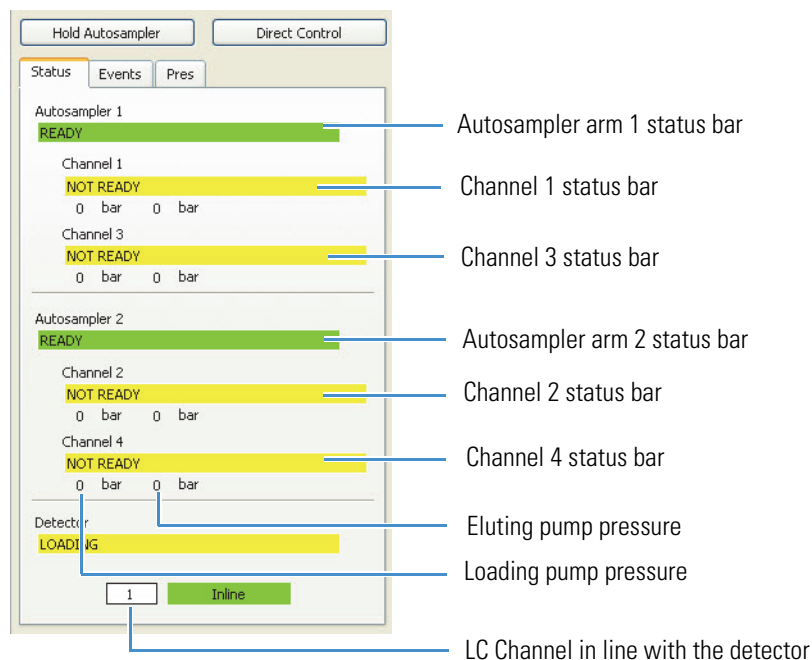 Hold Autosampler Direct Control
Status Events Pres
Autosampler 1
READY Autosampler arm 1 status bar
Channel 1
NOT READY Channel 1 status bar
0 bar 0 bar
Channel 3
NOT READY Channel 3 status bar
0 bar 0 bar
Autosampler 2
READY Autosampler arm 2 status bar
Channel 2
NOT READY Channel 2 status bar
0 bar 0 bar
Channel 4
NOT READY Channel 4 status bar
0 bar 0 bar
Eluting pump pressure
Detector
LOADING
Loading pump pressure
1 Inline
LC Channel in line with the detector